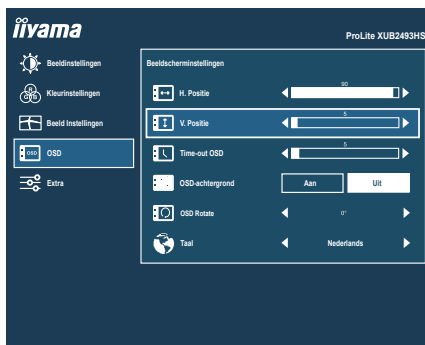 iiyama
ProLite XUB2493HS
Beeldinstellingen
Kleurinstellingen
Beeld Instellingen
OSD OSD
Extra
Beeldscherminstellingen
H. Positie 90
V. Positie 5
Time-out OSD 5
OSD-achtergrond Aan Uit
OSD Rotate 0°
Taal Nederlands